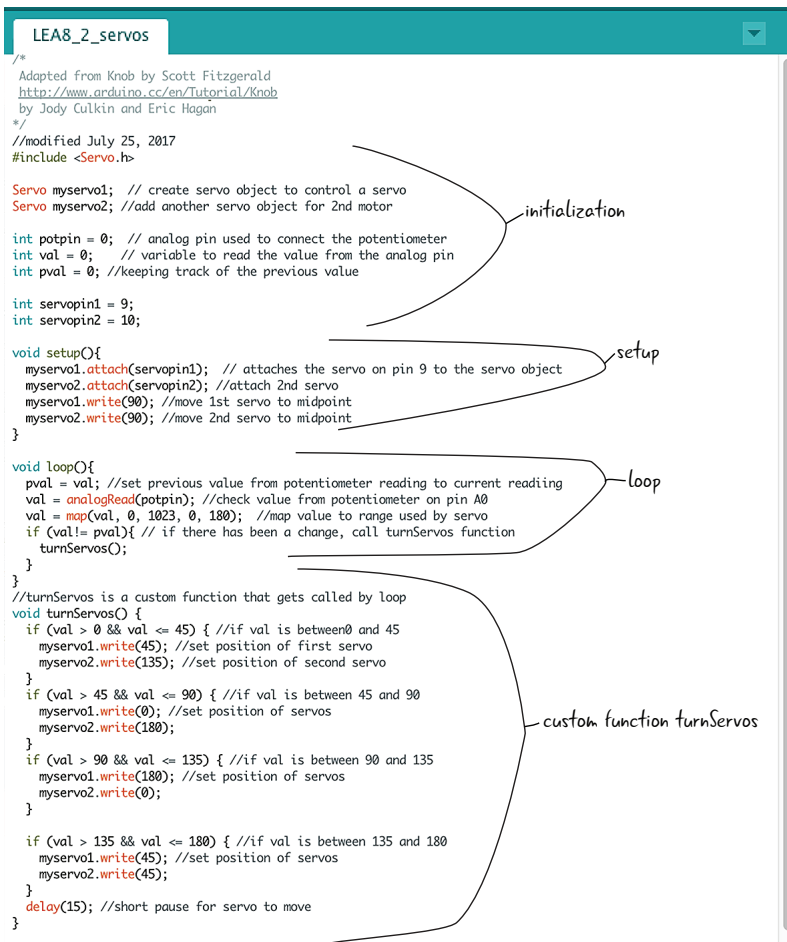 LEA8_2_servos
/*
Adapted from Knob by Scott Fitzgerald
http://www.arduino.cc/en/Tutorial/Knob
by Jody Culkin and Eric Hagan
*/
//modified July 25, 2017
#include <Servo.h>
Servo myservo1;  // create servo object to control a servo
Servo myservo2; //add another servo object for 2nd motor
initialization
int potpin = 0;  // analog pin used to connect the potentiometer
int val = 0;    // variable to read the value from the analog pin
int pval = 0; //keeping track of the previous value
int servopin1 = 9;
int servopin2 = 10;
void setup(){
setup
  myservo1.attach(servopin1);  // attaches the servo on pin 9 to the servo object
  myservo2.attach(servopin2); //attach 2nd servo
  myservo1.write(90); //move 1st servo to midpoint
  myservo2.write(90); //move 2nd servo to midpoint
}
void loop(){
  pval = val; //set previous value from potentiometer reading to current readiing
loop
  val = analogRead(potpin); //check value from potentiometer on pin A0
  val = map(val, 0, 1023, 0, 180);  //map value to range used by servo
  if (val!= pval){ // if there has been a change, call turnServos function
    turnServos();
  }
}
//turnServos is a custom function that gets called by loop
void turnServos() {
  if (val > 0 && val <= 45) { //if val is between0 and 45
    myservo1.write(45); //set position of first servo
    myservo2.write(135); //set position of second servo
  }
  if (val > 45 && val <= 90) { //if val is between 45 and 90
    myservo1.write(0); //set position of servos
custom function turnServos
    myservo2.write(180);
  }
  if (val > 90 && val <= 135) { //if val is between 90 and 135
    myservo1.write(180); //set position of servos
    myservo2.write(0);
  }
  if (val > 135 && val <= 180) { //if val is between 135 and 180
    myservo1.write(45); //set position of servos
    myservo2.write(45);
  }
  delay(15); //short pause for servo to move
}